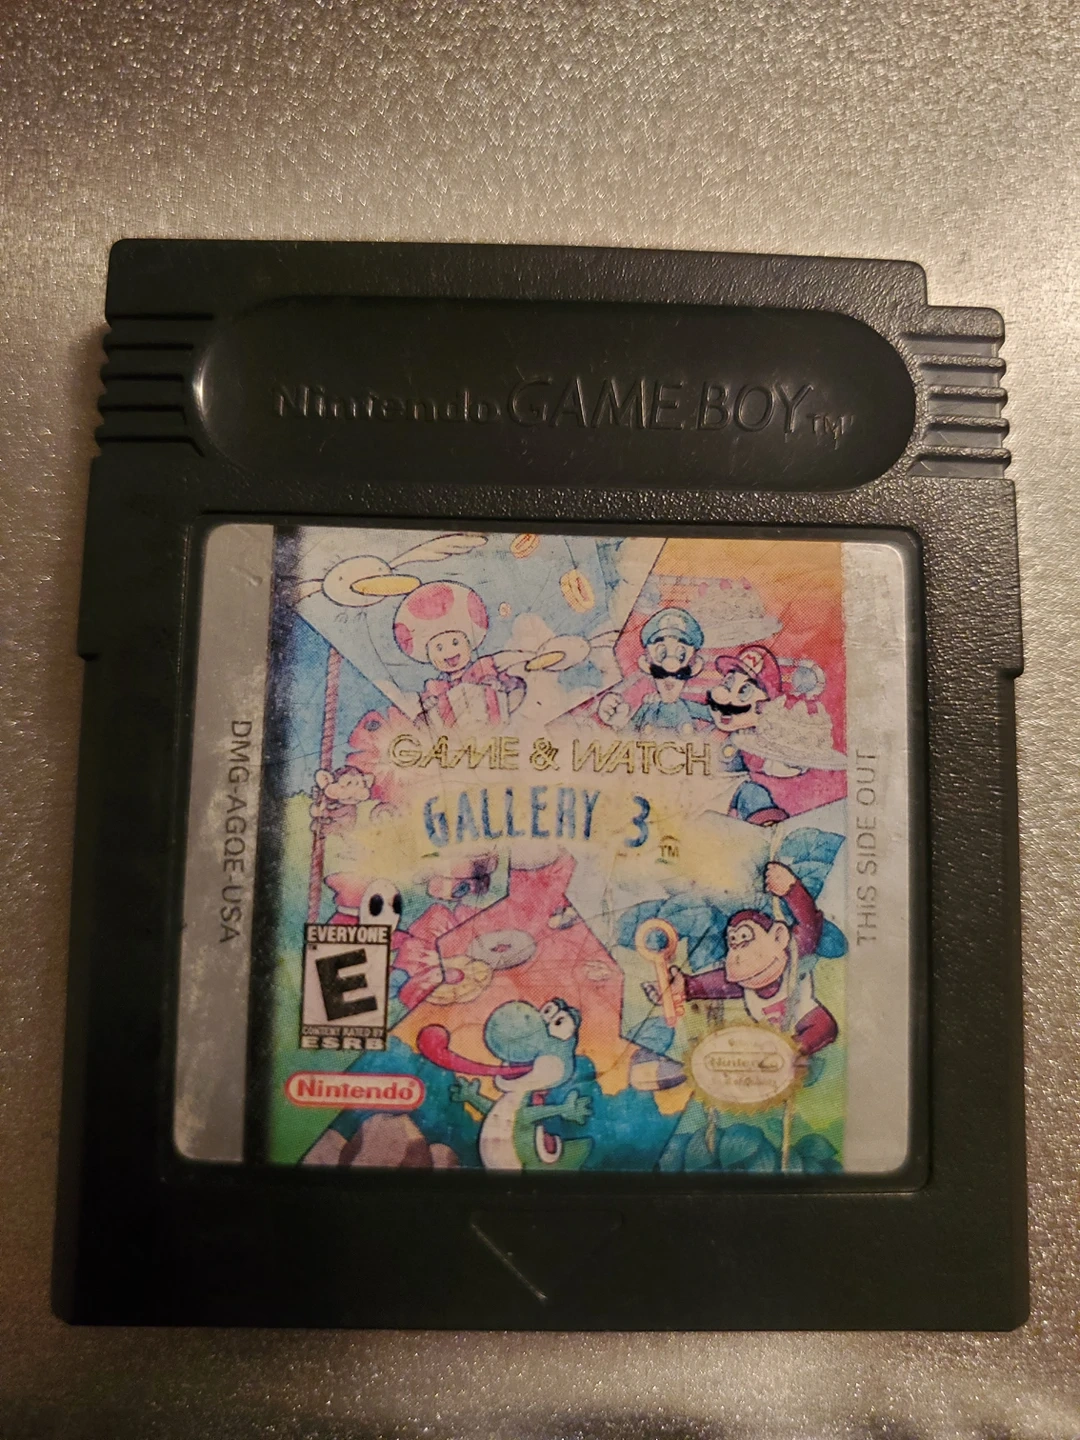 Nintendo GAME BOY TM
DMG-AGQE-USA
GAME & WATCH
GALLERY 3 TM
THIS SIDE OUT
EVERYONE
E
CONTENT RATED BY
ESRB
Nintendo®
M
Nintendo